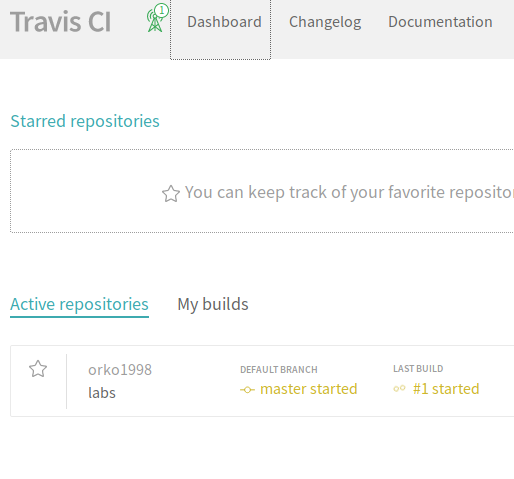 Travis CI 1 Dashboard Changelog Documentation
Starred repositories
You can keep track of your favorite
Active repositories My builds
orko1998 DEFAULT BRANCH LAST BUILD
labs master started #1 started